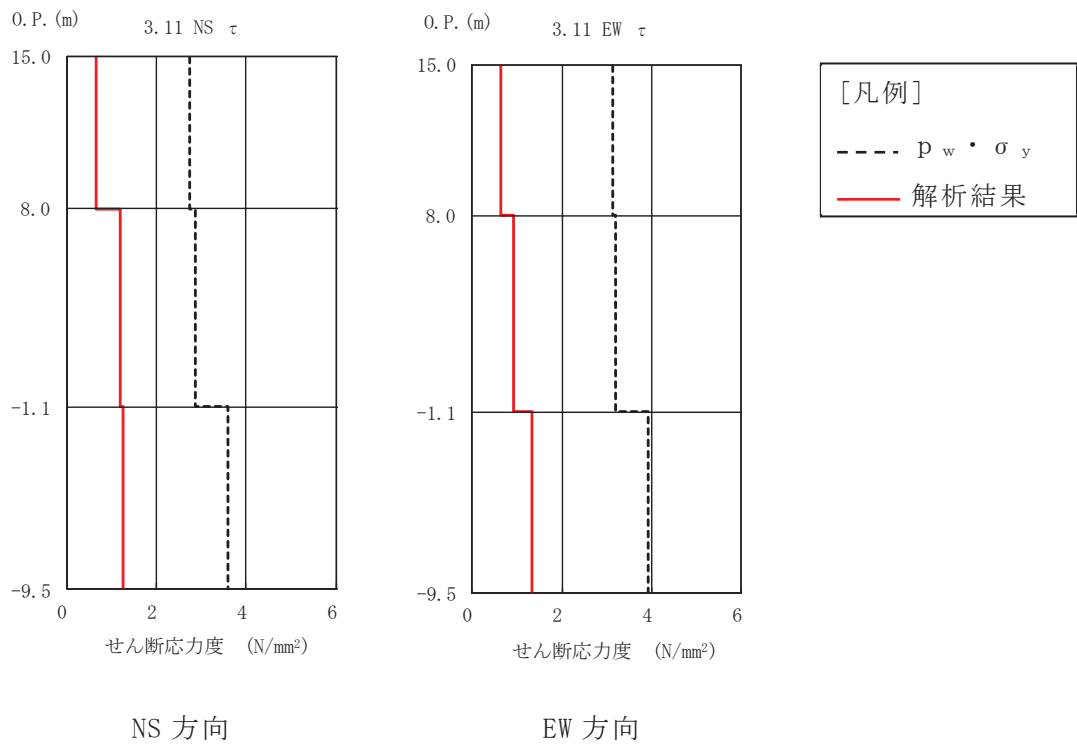 O.P.(m)
3.11 NS τ
15.0
8.0
-1.1
-9.5
0 2 4 6
せん断応力度 (N/mm²)
NS 方向
O.P.(m)
3.11 EW τ
15.0
8.0
-1.1
-9.5
0 2 4 6
せん断応力度 (N/mm²)
EW 方向
[凡例]
ｐｗ・σｙ
解析結果